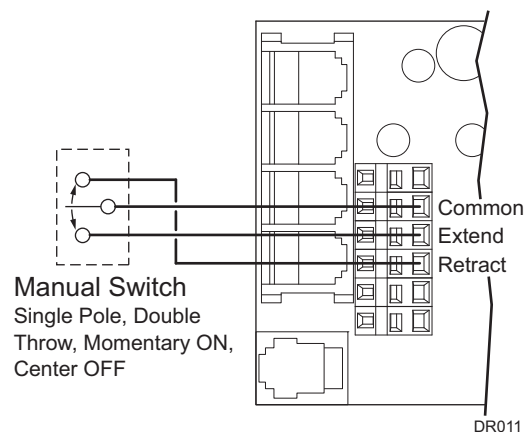 Common
Extend
Retract
Manual Switch
Single Pole, Double
Throw, Momentary ON,
Center OFF
DR011